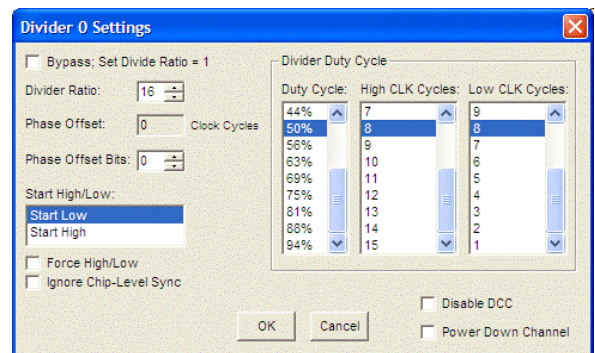 Divider 0 Settings
Bypass; Set Divide Ratio = 1
Divider Ratio: 16
Phase Offset: 0 Clock Cycles
Phase Offset Bits: 0
Start High/Low:
Start Low
Start High
Force High/Low
Ignore Chip-Level Sync
Divider Duty Cycle
Duty Cycle: High CLK Cycles: Low CLK Cycles:
44% 7 9
50% 8 8
56% 9 7
63% 10 6
69% 11 5
75% 12 4
81% 13 3
88% 14 2
94% 15 1
Disable DCC
OK Cancel
Power Down Channel